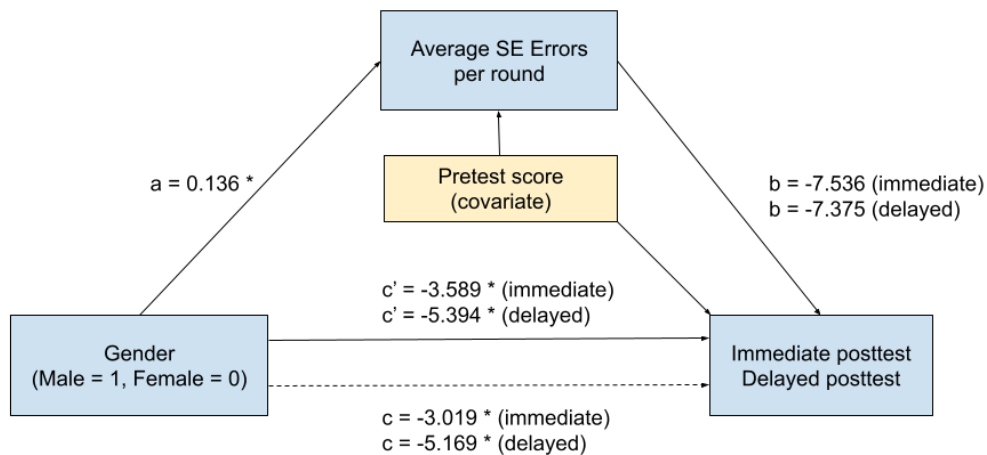 Average SE Errors
per round
Pretest score
(covariate)
a = 0.136 *
b = -7.536 (immediate)
b = -7.375 (delayed)
c’ = -3.589 * (immediate)
c’ = -5.394 * (delayed)
Gender
(Male = 1, Female = 0)
Immediate posttest
Delayed posttest
c = -3.019 * (immediate)
c = -5.169 * (delayed)